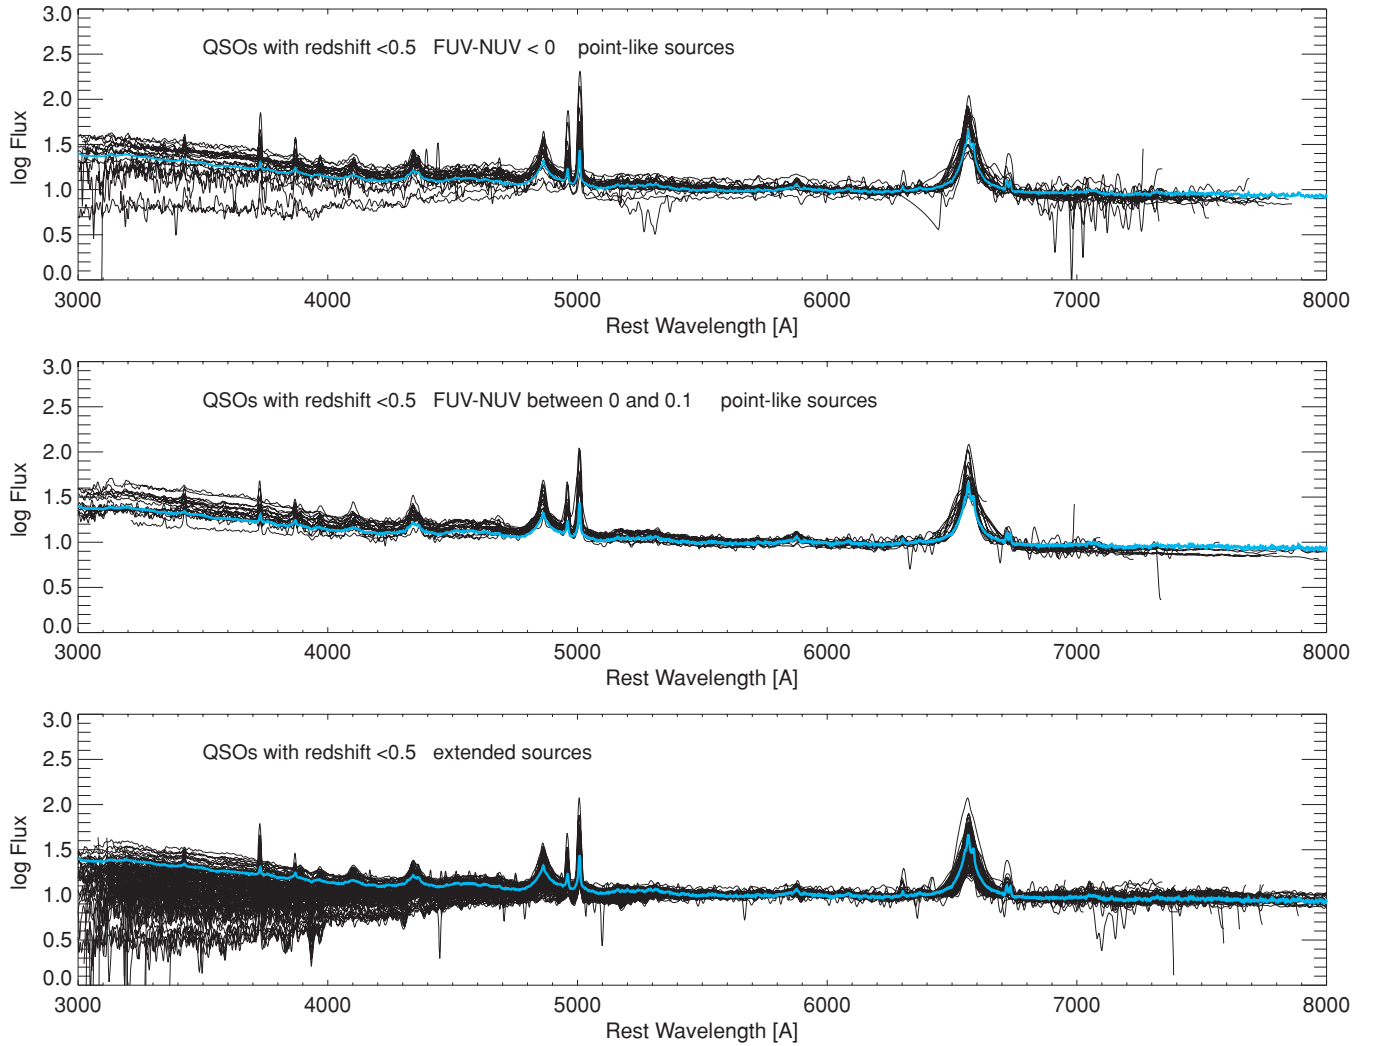 3.0
QSOs with redshift <0.5 FUV-NUV < 0 point-like sources
2.5
2.0
log Flux
1.5
1.0
0.5
0.0
3000 4000 5000 6000 7000 8000
Rest Wavelength [A]
3.0
QSOs with redshift <0.5 FUV-NUV between 0 and 0.1 point-like sources
2.5
2.0
log Flux
1.5
1.0
0.5
0.0
3000 4000 5000 6000 7000 8000
Rest Wavelength [A]
3.0
QSOs with redshift <0.5 extended sources
2.5
2.0
log Flux
1.5
1.0
0.5
0.0
3000 4000 5000 6000 7000 8000
Rest Wavelength [A]